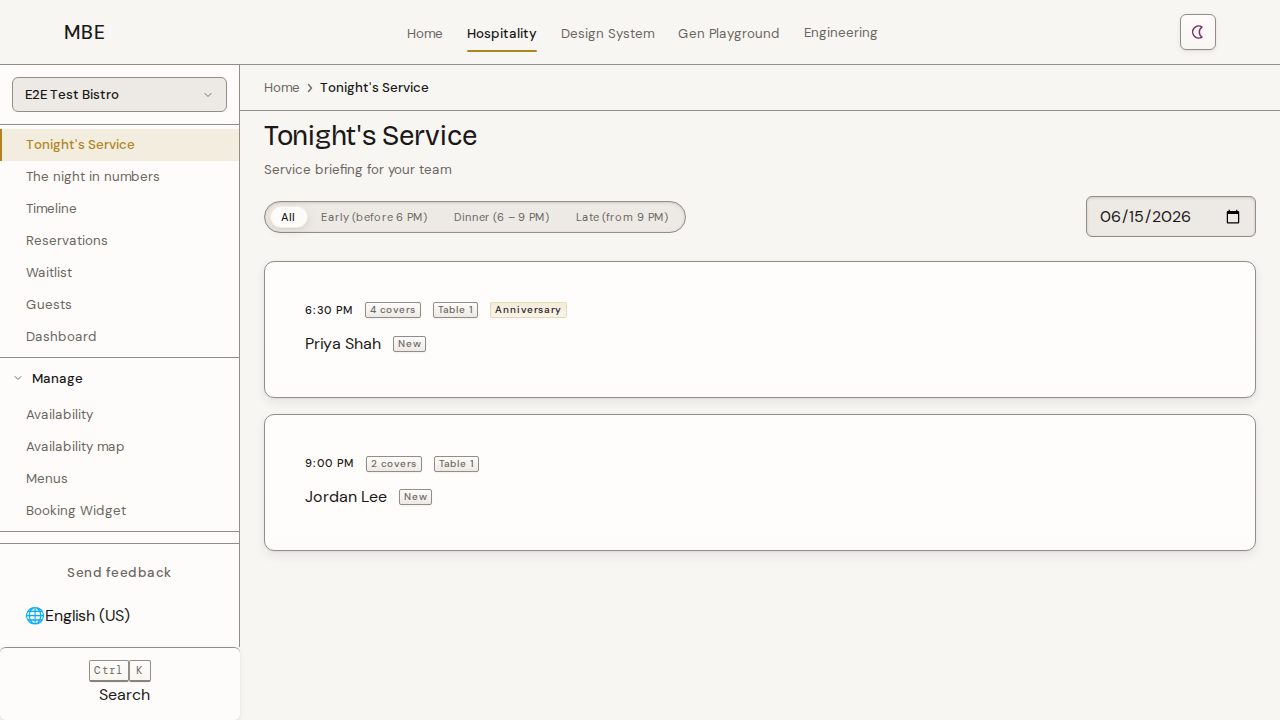 MBE
Home Hospitality Design System Gen Playground Engineering
E2E Test Bistro
Tonight's Service
The night in numbers
Timeline
Reservations
Waitlist
Guests
Dashboard
Manage
Availability
Availability map
Menus
Booking Widget
Send feedback
English (US)
Ctrl K
Search
Home Tonight's Service
Tonight's Service
Service briefing for your team
All Early (before 6 PM) Dinner (6 – 9 PM) Late (from 9 PM)
06/15/2026
6:30 PM 4 covers Table 1 Anniversary
Priya Shah New
9:00 PM 2 covers Table 1
Jordan Lee New